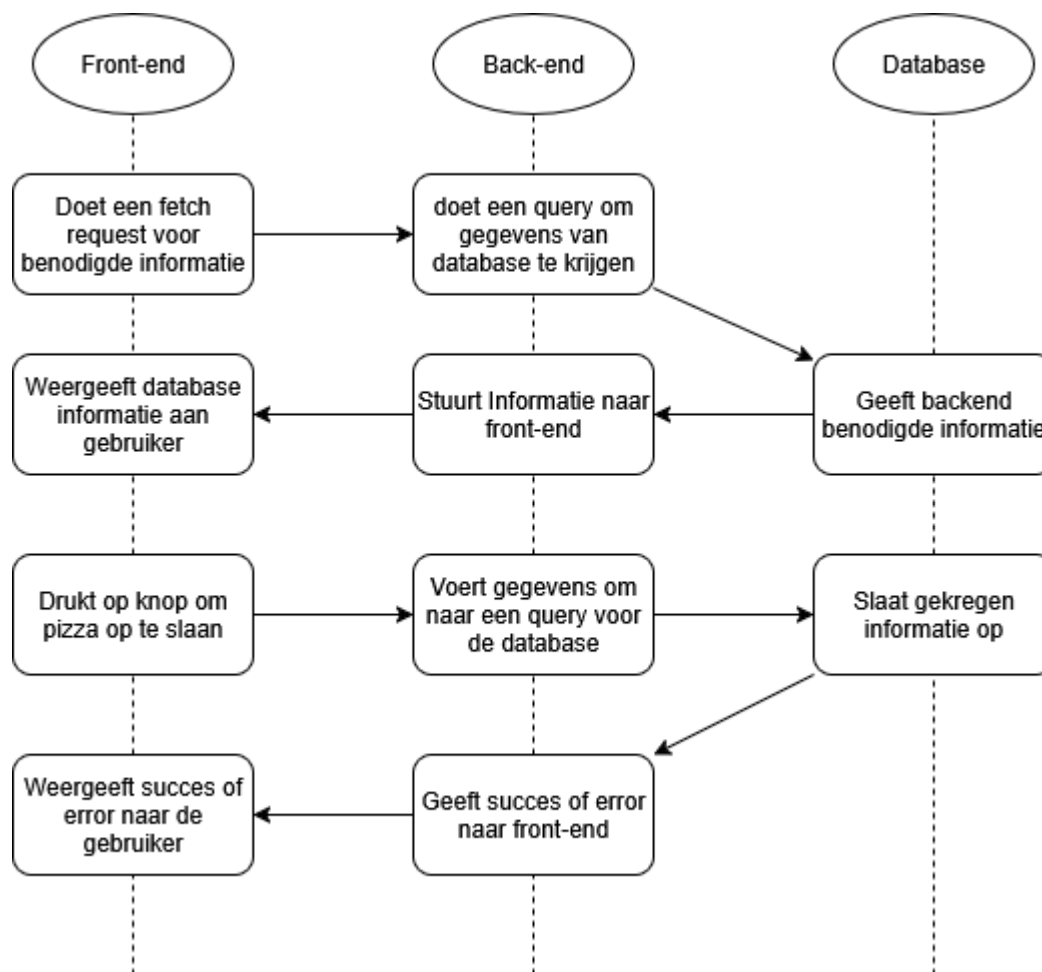 Front-end
Back-end
Database
Doet een fetch
request voor
benodigde informatie
doet een query om
gegevens van
database te krijgen
Weergeeft database
informatie aan
gebruiker
Stuurt Informatie naar
front-end
Geeft backend
benodigde informatie
Drukt op knop om
pizza op te slaan
Voert gegevens om
naar een query voor
de database
Slaat gekregen
informatie op
Weergeeft succes of
error naar de
gebruiker
Geeft succes of error
naar front-end